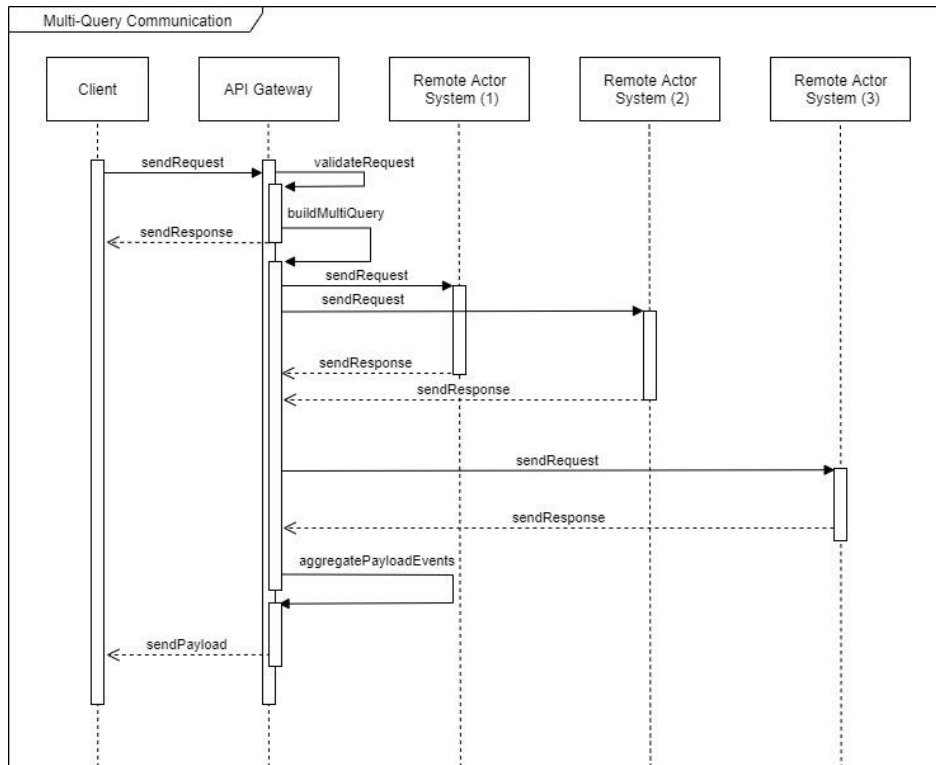 Multi-Query Communication
Client
API Gateway
Remote Actor
System (1)
Remote Actor
System (2)
Remote Actor
System (3)
sendRequest
validateRequest
buildMultiQuery
sendResponse
sendRequest
sendRequest
sendResponse
sendResponse
sendRequest
sendResponse
aggregatePayloadEvents
sendPayload